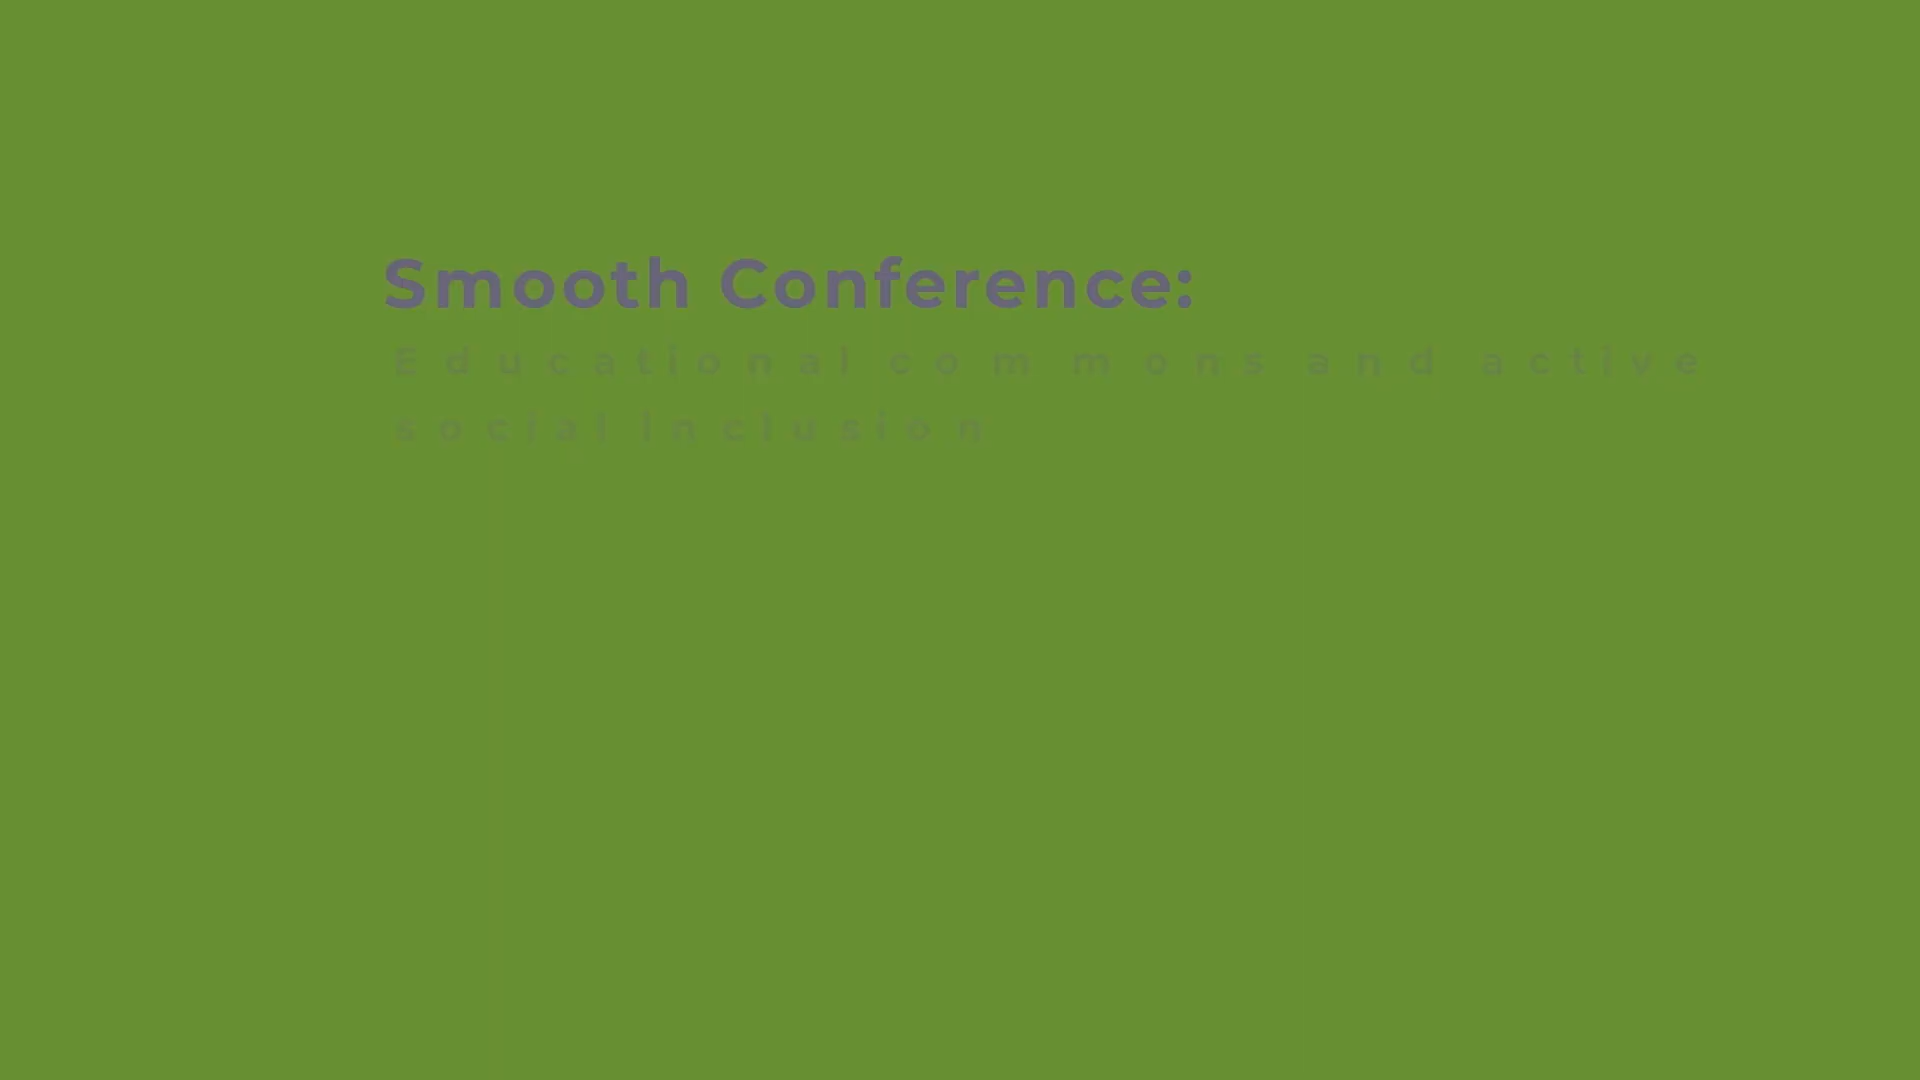 Smooth Conference:
Educational commons and active
social inclusion